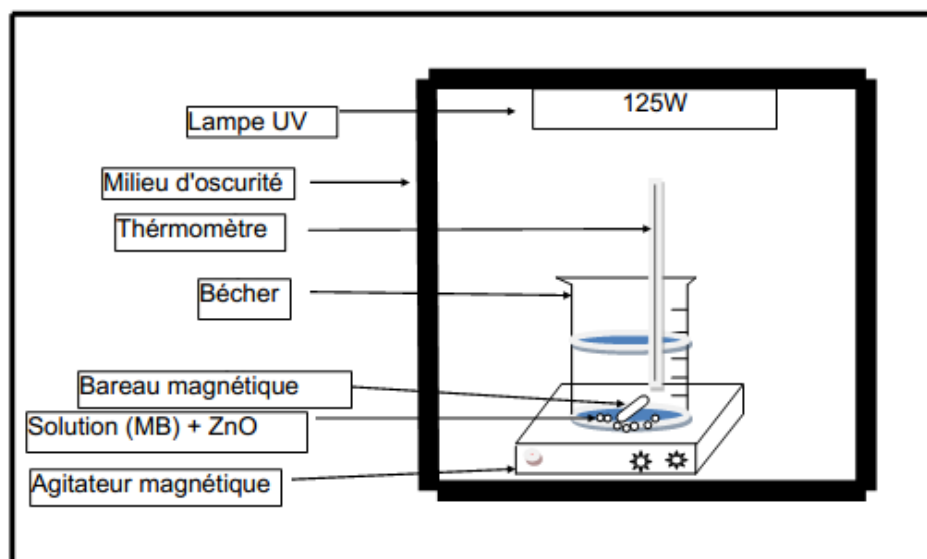 125W
Lampe UV
Milieu d'oscurité
Thérmomètre
Bécher
Bareau magnétique
Solution (MB) + ZnO
Agitateur magnétique